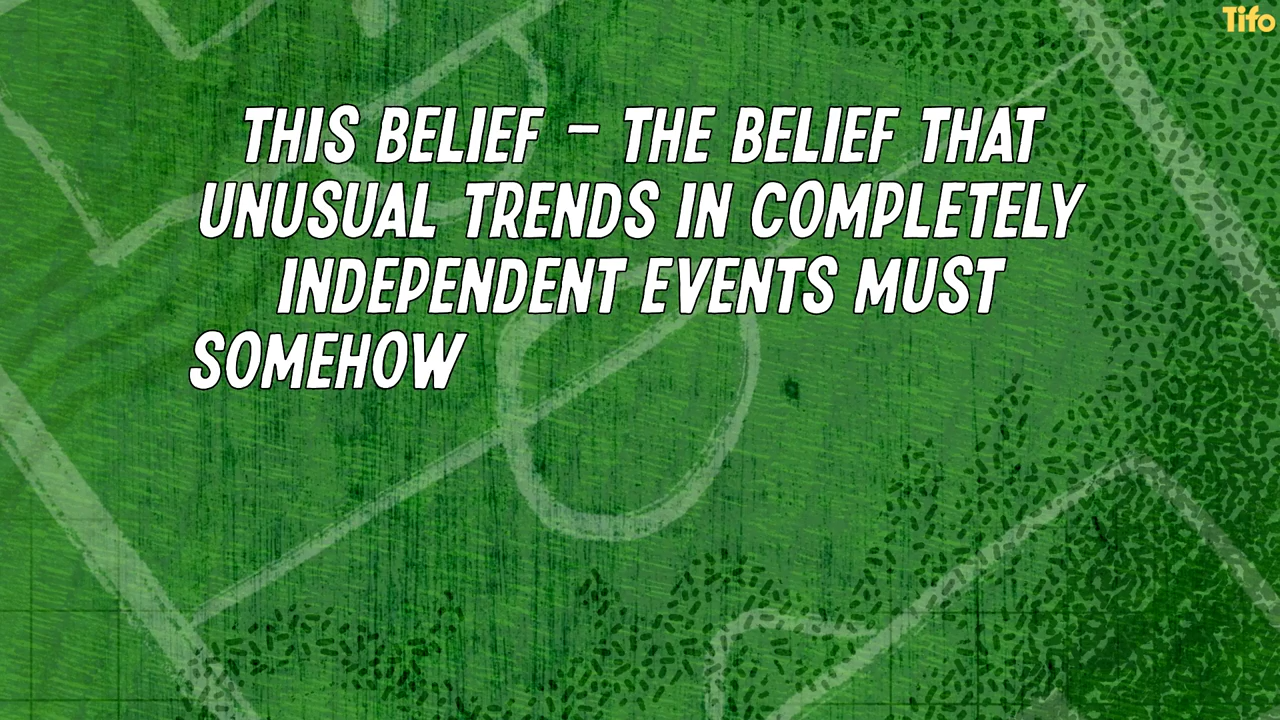 Tifo
THIS BELIEF – THE BELIEF THAT
UNUSUAL TRENDS IN COMPLETELY
INDEPENDENT EVENTS MUST
SOMEHOW